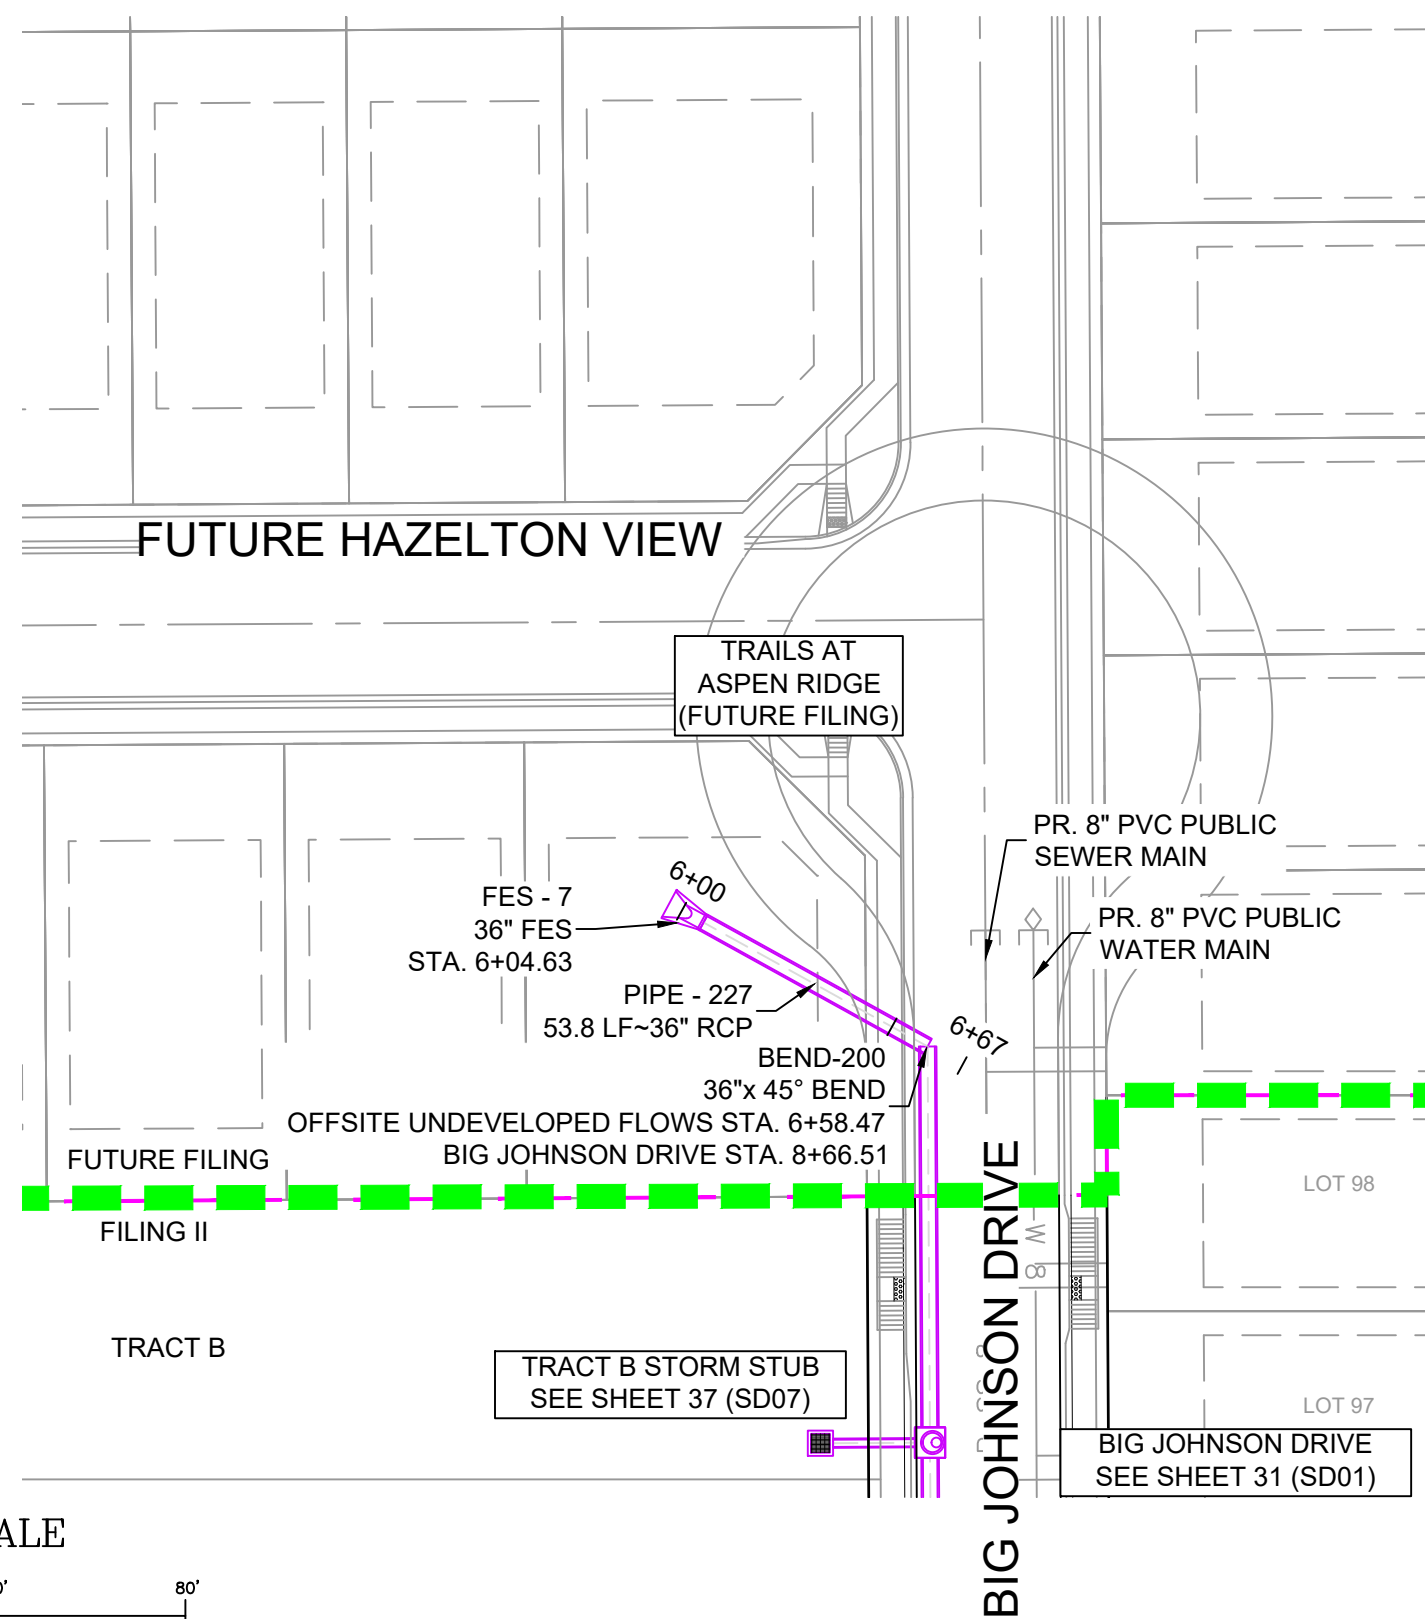 FUTURE HAZELTON VIEW
TRAILS AT
ASPEN RIDGE
(FUTURE FILING)
PR. 8" PVC PUBLIC
SEWER MAIN
6+00
FES - 7
36" FES
STA. 6+04.63
PR. 8" PVC PUBLIC
WATER MAIN
PIPE - 227
53.8 LF~36" RCP
6+67
BEND-200
36"x 45° BEND
OFFSITE UNDEVELOPED FLOWS STA. 6+58.47
BIG JOHNSON DRIVE STA. 8+66.51
FUTURE FILING
FILING II
LOT 98
W 8
BIG JOHNSON DRIVE
TRACT B
TRACT B STORM STUB
SEE SHEET 37 (SD07)
LOT 97
BIG JOHNSON DRIVE
SEE SHEET 31 (SD01)
80'